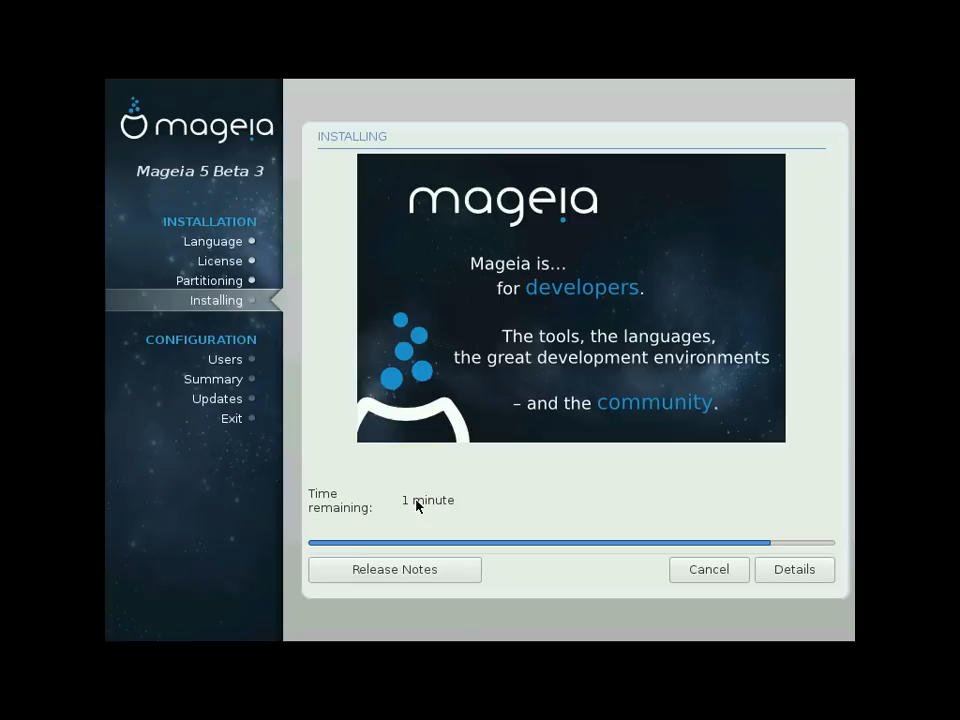 mageia
Mageia 5 Beta 3
INSTALLATION
Language
License
Partitioning
Installing
CONFIGURATION
Users
Summary
Updates
Exit
INSTALLING
mageia
Mageia is...
for developers.
The tools, the languages,
the great development environments
– and the community.
Time
remaining:
1 minute
Release Notes
Cancel
Details